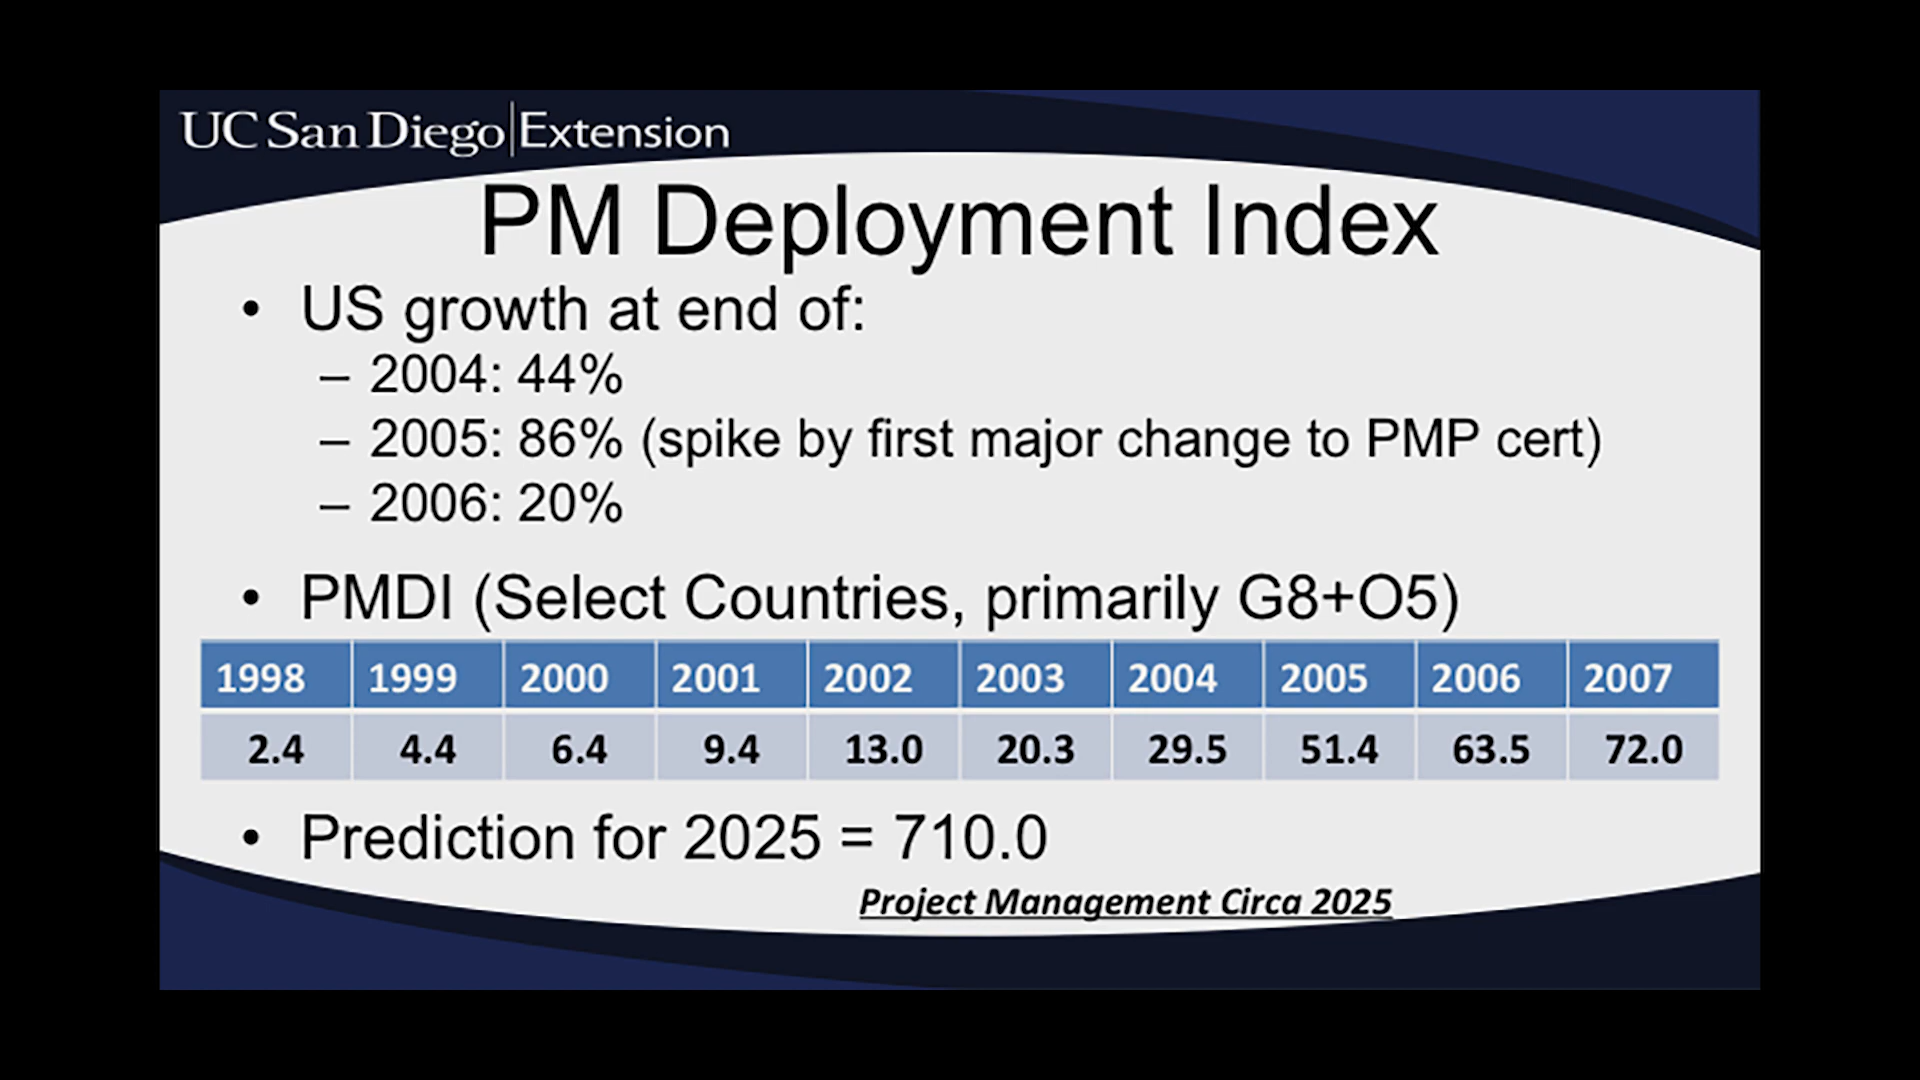 UC San Diego|Extension
PM Deployment Index
• US growth at end of:
– 2004: 44%
– 2005: 86% (spike by first major change to PMP cert)
– 2006: 20%
• PMDI (Select Countries, primarily G8+O5)
1998 1999 2000 2001 2002 2003 2004 2005 2006 2007
2.4 4.4 6.4 9.4 13.0 20.3 29.5 51.4 63.5 72.0
• Prediction for 2025 = 710.0
Project Management Circa 2025